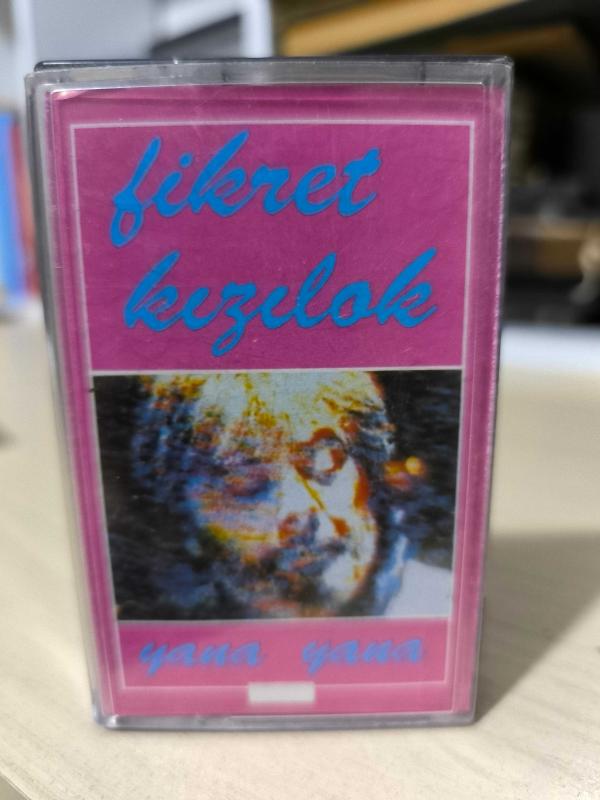 fikret
kızılok
yana yana